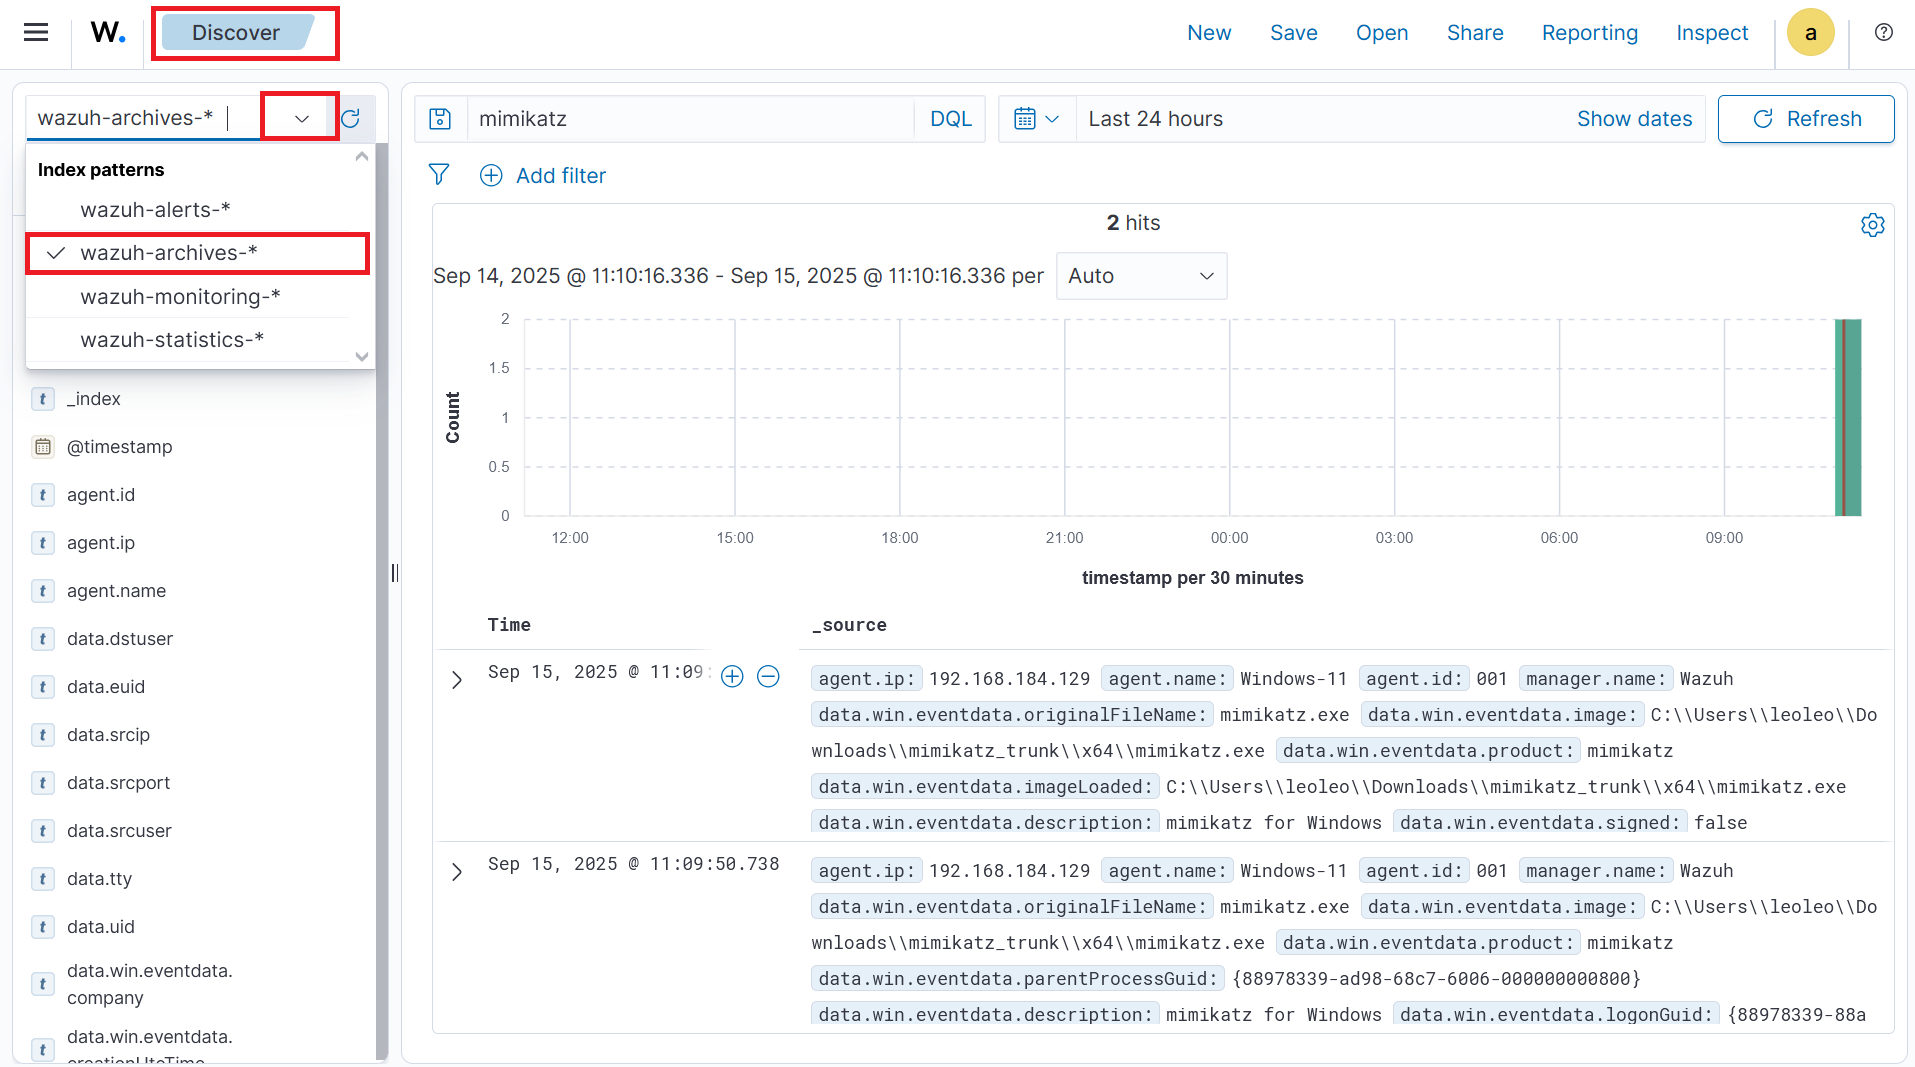 W. Discover New Save Open Share Reporting Inspect a
wazuh-archives-*
mimikatz DQL Last 24 hours Show dates Refresh
Add filter
Index patterns
wazuh-alerts-*
wazuh-archives-*
wazuh-monitoring-*
wazuh-statistics-*
t _index
@timestamp
t agent.id
t agent.ip
t agent.name
t data.dstuser
t data.euid
t data.srcip
t data.srcport
t data.srcuser
t data.tty
t data.uid
t data.win.eventdata.
company
t data.win.eventdata.
creationUtcTime
2 hits
Sep 14, 2025 @ 11:10:16.336 - Sep 15, 2025 @ 11:10:16.336 per Auto
Count
2
1.5
1
0.5
0
12:00 15:00 18:00 21:00 00:00 03:00 06:00 09:00
timestamp per 30 minutes
Time _source
Sep 15, 2025 @ 11:09:
agent.ip: 192.168.184.129 agent.name: Windows-11 agent.id: 001 manager.name: Wazuh
data.win.eventdata.originalFileName: mimikatz.exe data.win.eventdata.image: C:\\Users\\leoleo\\Do
wnloads\\mimikatz_trunk\\x64\\mimikatz.exe data.win.eventdata.product: mimikatz
data.win.eventdata.imageLoaded: C:\\Users\\leoleo\\Downloads\\mimikatz_trunk\\x64\\mimikatz.exe
data.win.eventdata.description: mimikatz for Windows data.win.eventdata.signed: false
Sep 15, 2025 @ 11:09:50.738
agent.ip: 192.168.184.129 agent.name: Windows-11 agent.id: 001 manager.name: Wazuh
data.win.eventdata.originalFileName: mimikatz.exe data.win.eventdata.image: C:\\Users\\leoleo\\Do
wnloads\\mimikatz_trunk\\x64\\mimikatz.exe data.win.eventdata.product: mimikatz
data.win.eventdata.parentProcessGuid: {88978339-ad98-68c7-6006-000000000800}
data.win.eventdata.description: mimikatz for Windows data.win.eventdata.logonGuid: {88978339-88a